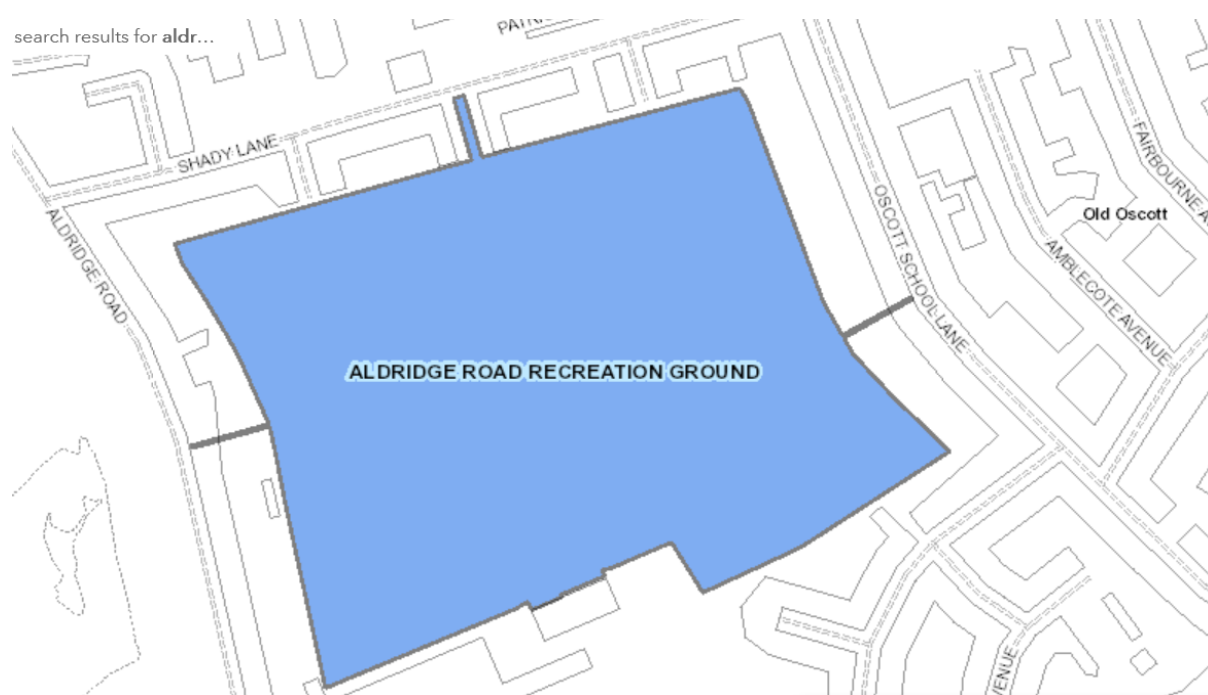 search results for aldr...
SHADY LANE
ALDRIDGE ROAD
OSCOTT SCHOOL LANE
Old Oscott
AMBLECOTE AVENUE
ALDRIDGE ROAD RECREATION GROUND